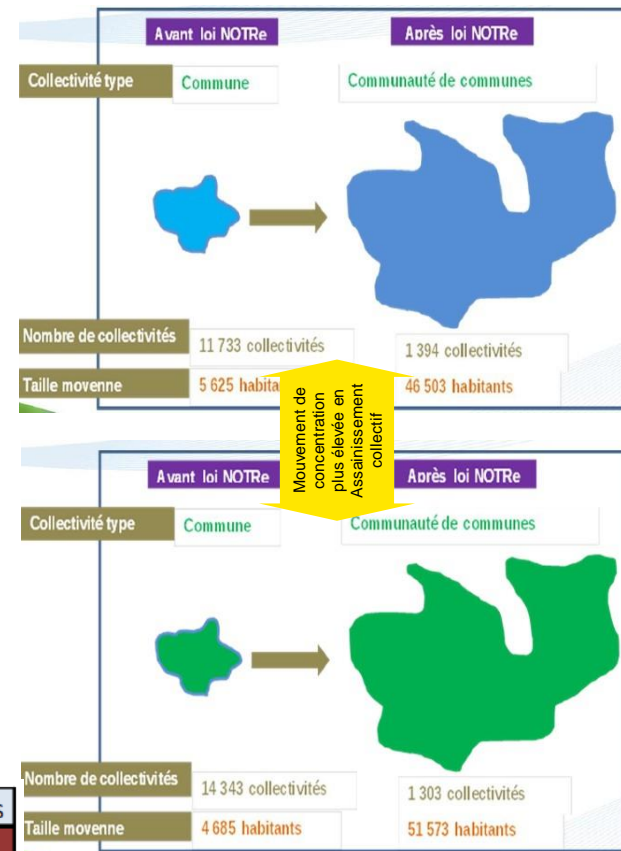 Avant loi NOTRe Après loi NOTRe
Collectivité type Commune Communauté de communes
Nombre de collectivités 11 733 collectivités 1 394 collectivités
Taille moyenne 5 625 habita 46 503 habitants
Mouvement de
concentration
plus élevée en
Assainissement
collectif
Avant loi NOTRe Après loi NOTRe
Collectivité type Commune Communauté de communes
Nombre de collectivités 14 343 collectivités 1 303 collectivités
Taille moyenne 4 685 habitants 51 573 habitants